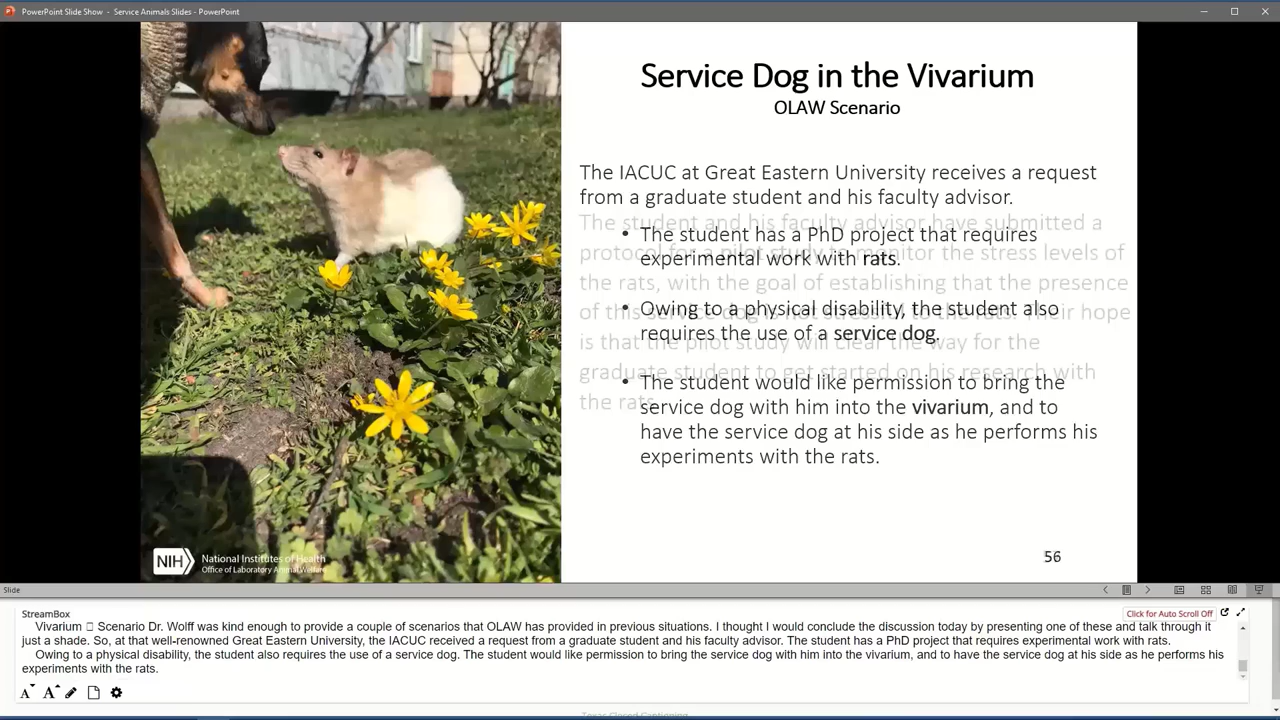 PowerPoint Slide Show - Service Animals Slides - PowerPoint
Service Dog in the Vivarium
OLAW Scenario
The IACUC at Great Eastern University receives a request
from a graduate student and his faculty advisor.
• The student has a PhD project that requires
experimental work with rats.
• Owing to a physical disability, the student also
requires the use of a service dog.
• The student would like permission to bring the
service dog with him into the vivarium, and to
have the service dog at his side as he performs his
experiments with the rats.
The student and his faculty advisor have submitted a
protocol for a pilot study to monitor the stress levels of
the rats, with the goal of establishing that the presence
of this service dog is not stressful to the rats. Their hope
is that the pilot study will clear the way for the
graduate student to get started on his research with
the rats.
NIH National Institutes of Health
Office of Laboratory Animal Welfare
56
Slide
StreamBox
Click for Auto Scroll Off
Vivarium □ Scenario Dr. Wolff was kind enough to provide a couple of scenarios that OLAW has provided in previous situations. I thought I would conclude the discussion today by presenting one of these and talk through it
just a shade. So, at that well-renowned Great Eastern University, the IACUC received a request from a graduate student and his faculty advisor. The student has a PhD project that requires experimental work with rats.
Owing to a physical disability, the student also requires the use of a service dog. The student would like permission to bring the service dog with him into the vivarium, and to have the service dog at his side as he performs his
experiments with the rats.
A A
Texas Closed Captioning